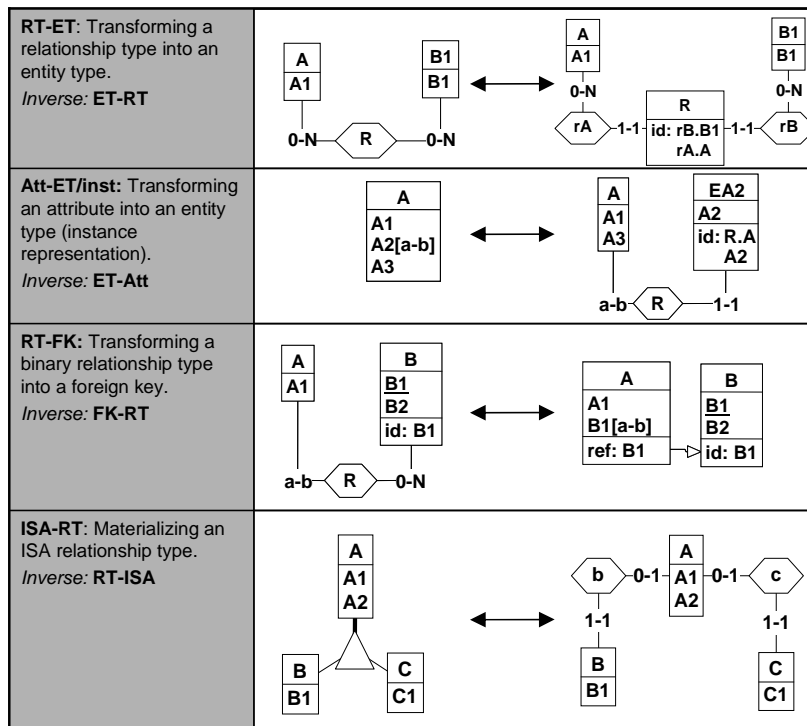 RT-ET: Transforming a
relationship type into an
entity type.
Inverse: ET-RT
A
A1
0-N
R
0-N
B1
B1
A
A1
0-N
rA
1-1
R
id: rB.B1
rA.A
1-1
rB
0-N
B1
B1
Att-ET/inst: Transforming
an attribute into an entity
type (instance
representation).
Inverse: ET-Att
A
A1
A2[a-b]
A3
A
A1
A3
a-b
R
1-1
EA2
A2
id: R.A
A2
RT-FK: Transforming a
binary relationship type
into a foreign key.
Inverse: FK-RT
A
A1
a-b
R
0-N
B
B1
B2
id: B1
A
A1
B1[a-b]
ref: B1
B
B1
B2
id: B1
ISA-RT: Materializing an
ISA relationship type.
Inverse: RT-ISA
A
A1
A2
B
B1
C
C1
b
0-1
A
A1
A2
0-1
c
1-1
1-1
B
B1
C
C1